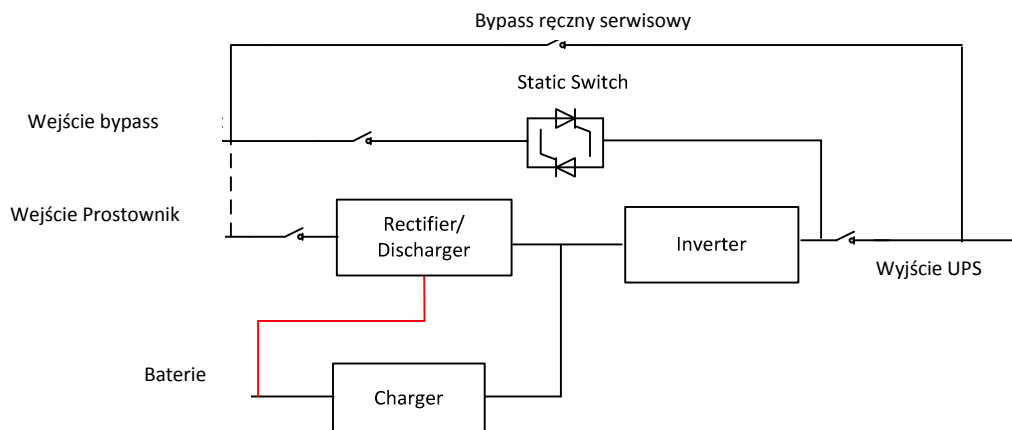 Bypass ręczny serwisowy
Static Switch
Wejście bypass
Wejście Prostownik
Rectifier/
Discharger
Inverter
Wyjście UPS
Baterie
Charger